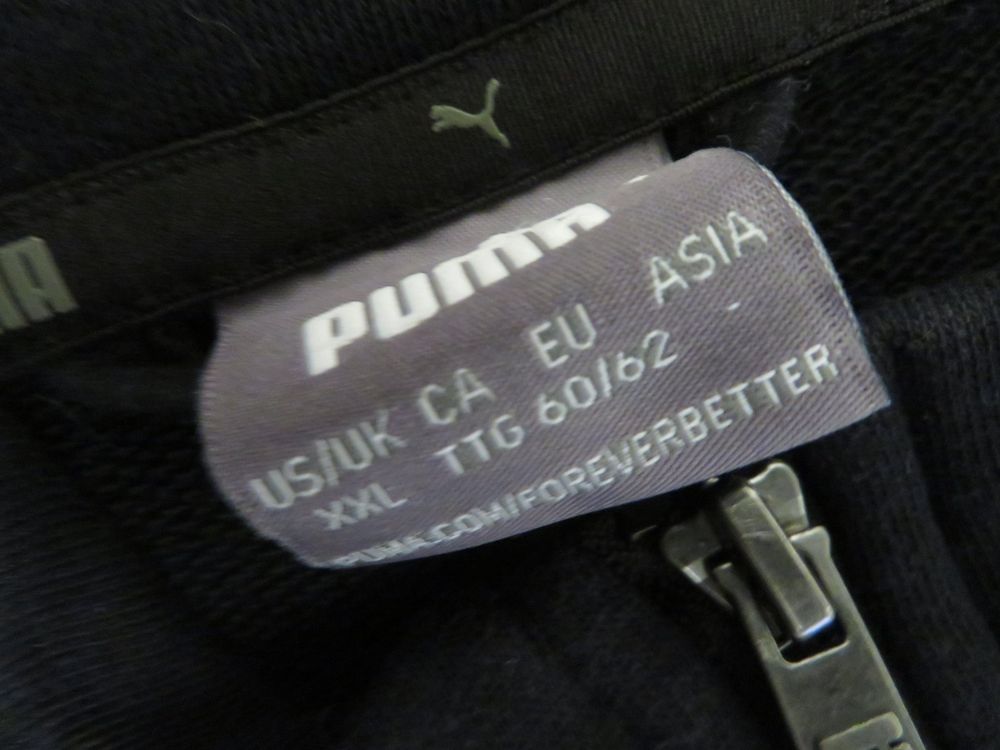 PUMA
US/UK CA EU ASIA
XXL TTG 60/62 -
PUMA.COM/FOREVERBETTER